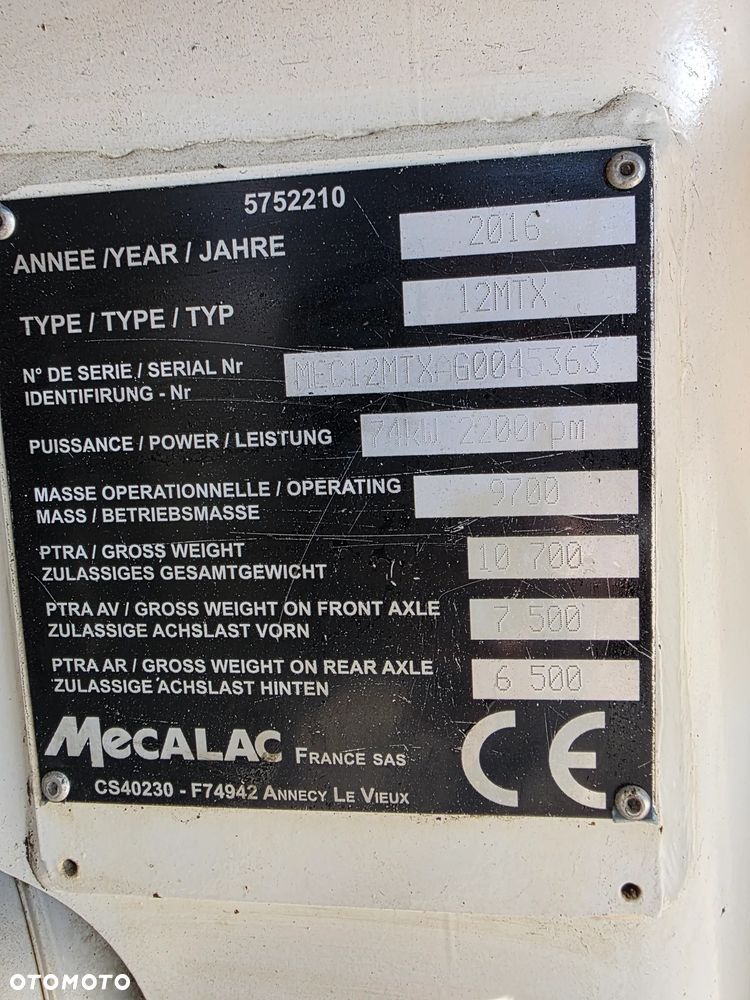 5752210
ANNEE /YEAR / JAHRE 2016
TYPE / TYPE / TYP 12MTX
N° DE SERIE / SERIAL Nr
IDENTIFIRUNG - Nr MEC12MTXAG0045363
PUISSANCE / POWER / LEISTUNG 74kW 2200rpm
MASSE OPERATIONNELLE / OPERATING
MASS / BETRIEBSMASSE 9700
PTRA / GROSS WEIGHT
ZULASSIGES GESAMTGEWICHT 10 700
PTRA AV / GROSS WEIGHT ON FRONT AXLE
ZULASSIGE ACHSLAST VORN 7 500
PTRA AR / GROSS WEIGHT ON REAR AXLE
ZULASSIGE ACHSLAST HINTEN 6 500
MeCALAC FRANCE SAS CE
CS40230 - F74942 ANNECY LE VIEUX
OTOMOTO